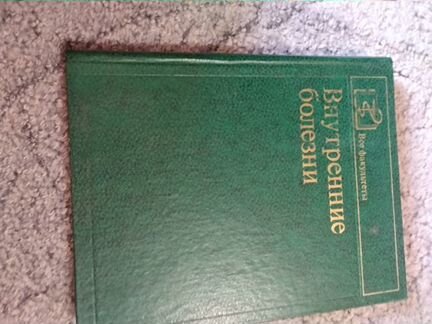 Все факультеты
Внутренние
болезни